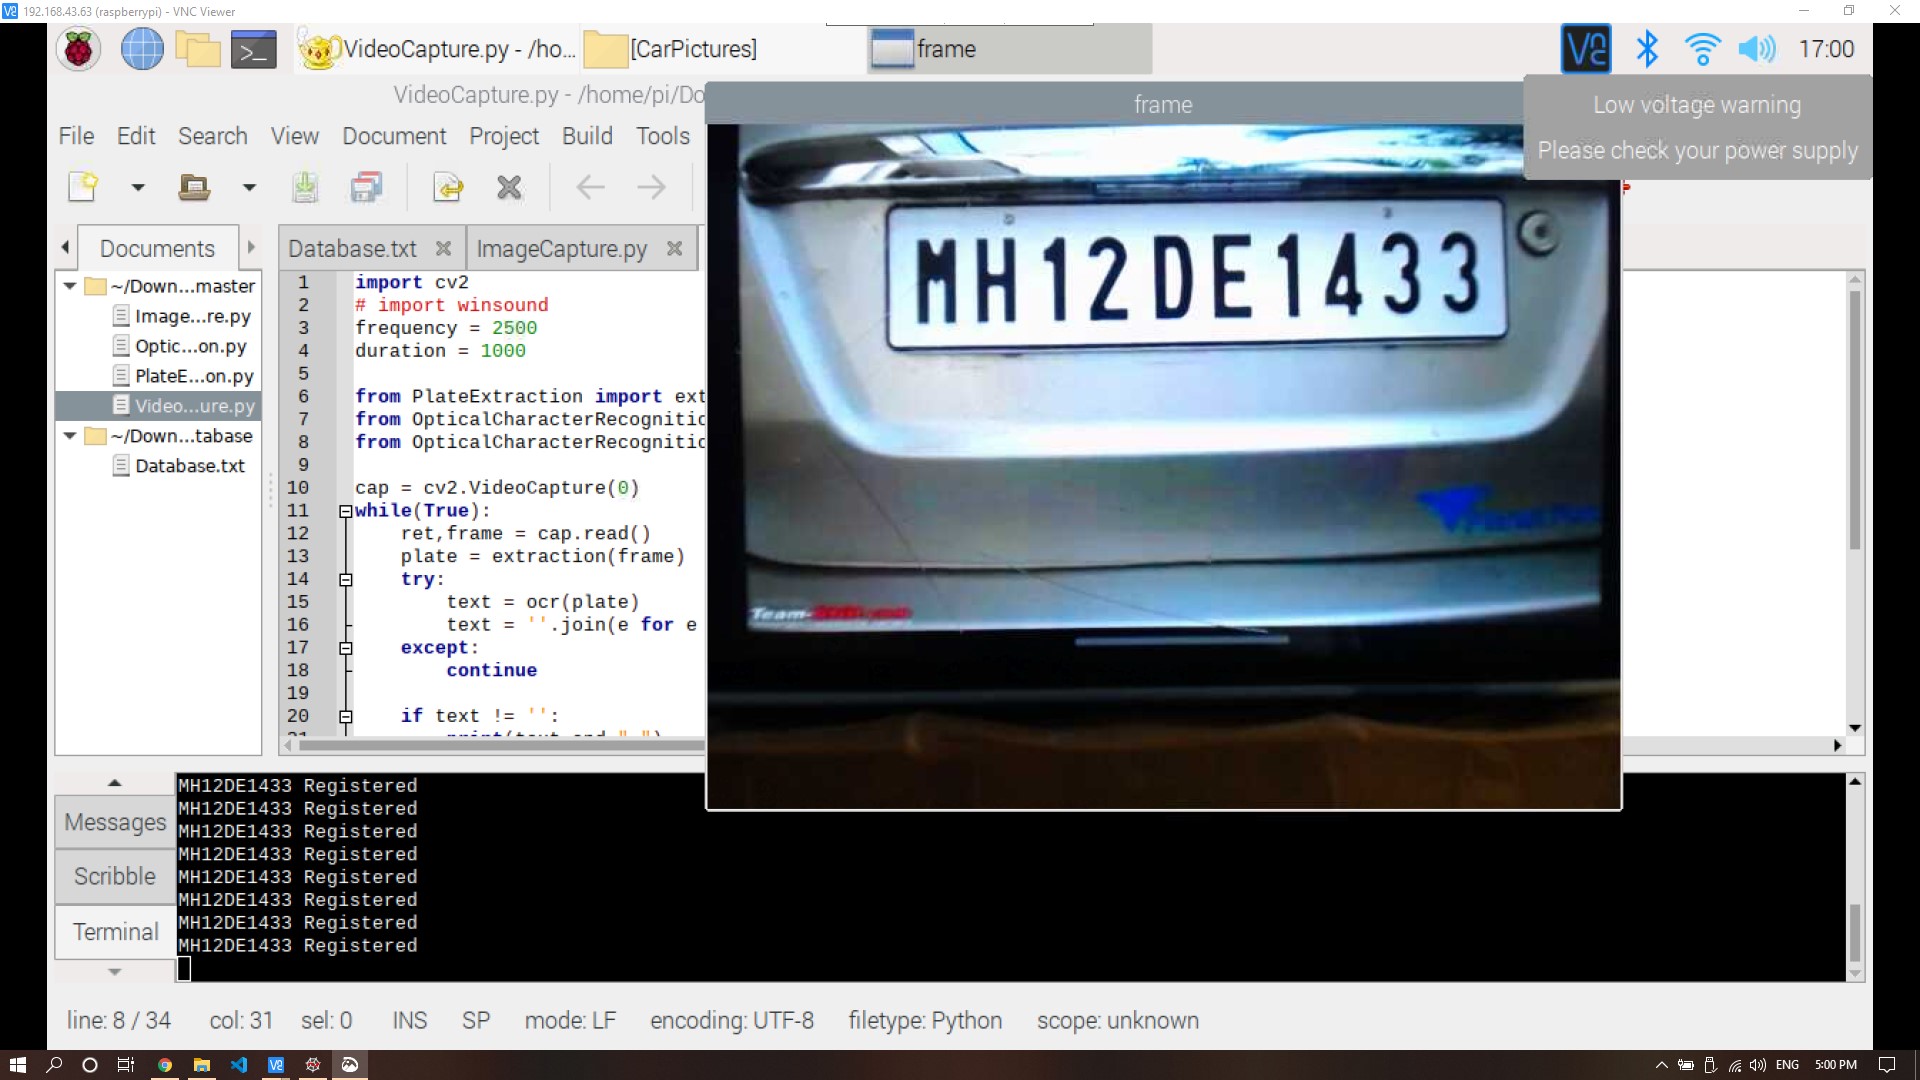 192.168.43.63 (raspberrypi) - VNC Viewer
VideoCapture.py - /ho...
[CarPictures]
frame
17:00
VideoCapture.py - /home/pi/Do
frame
Low voltage warning
Please check your power supply
File Edit Search View Document Project Build Tools
Documents
Database.txt
ImageCapture.py
~/Down...master
Image...re.py
Optic...on.py
PlateE...on.py
Video...ure.py
~/Down...tabase
Database.txt
1 import cv2
2 # import winsound
3 frequency = 2500
4 duration = 1000
5
6 from PlateExtraction import ext
7 from OpticalCharacterRecognitio
8 from OpticalCharacterRecognitio
9
10 cap = cv2.VideoCapture(0)
11 while(True):
12 ret,frame = cap.read()
13 plate = extraction(frame)
14 try:
15 text = ocr(plate)
16 text = ''.join(e for e
17 except:
18 continue
19
20 if text != '':
21 print(text,end=" ")
MH12DE1433
Team-BHP.com
Messages
Scribble
Terminal
MH12DE1433 Registered
MH12DE1433 Registered
MH12DE1433 Registered
MH12DE1433 Registered
MH12DE1433 Registered
MH12DE1433 Registered
MH12DE1433 Registered
MH12DE1433 Registered
line: 8 / 34 col: 31 sel: 0 INS SP mode: LF encoding: UTF-8 filetype: Python scope: unknown
ENG
5:00 PM